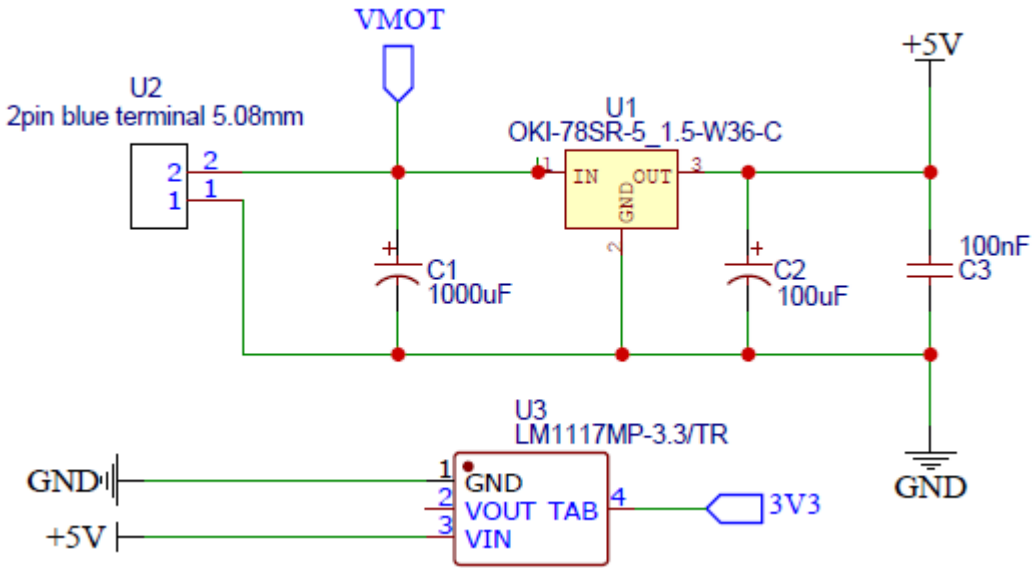 VMOT
+5V
U2
2pin blue terminal 5.08mm
U1
OKI-78SR-5_1.5-W36-C
2 2
1 1
1 IN OUT 3
GND
2
+
C1
1000uF
+
C2
100uF
100nF
C3
GND
U3
LM1117MP-3.3/TR
GND 1 GND
2 VOUT TAB 4 3V3
+5V 3 VIN